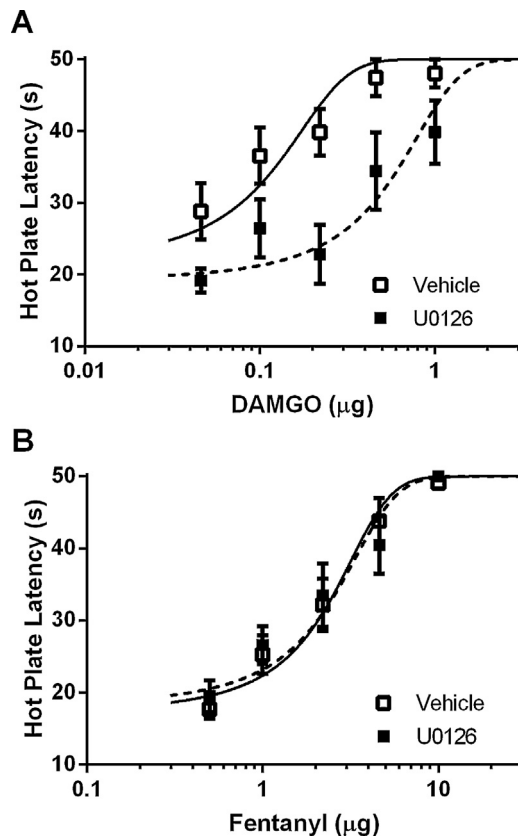 A
Hot Plate Latency (s)
50
40
30
20
10
0.01
0.1
1
DAMGO (μg)
Vehicle
U0126
B
Hot Plate Latency (s)
50
40
30
20
10
0.1
1
10
Fentanyl (μg)
Vehicle
U0126